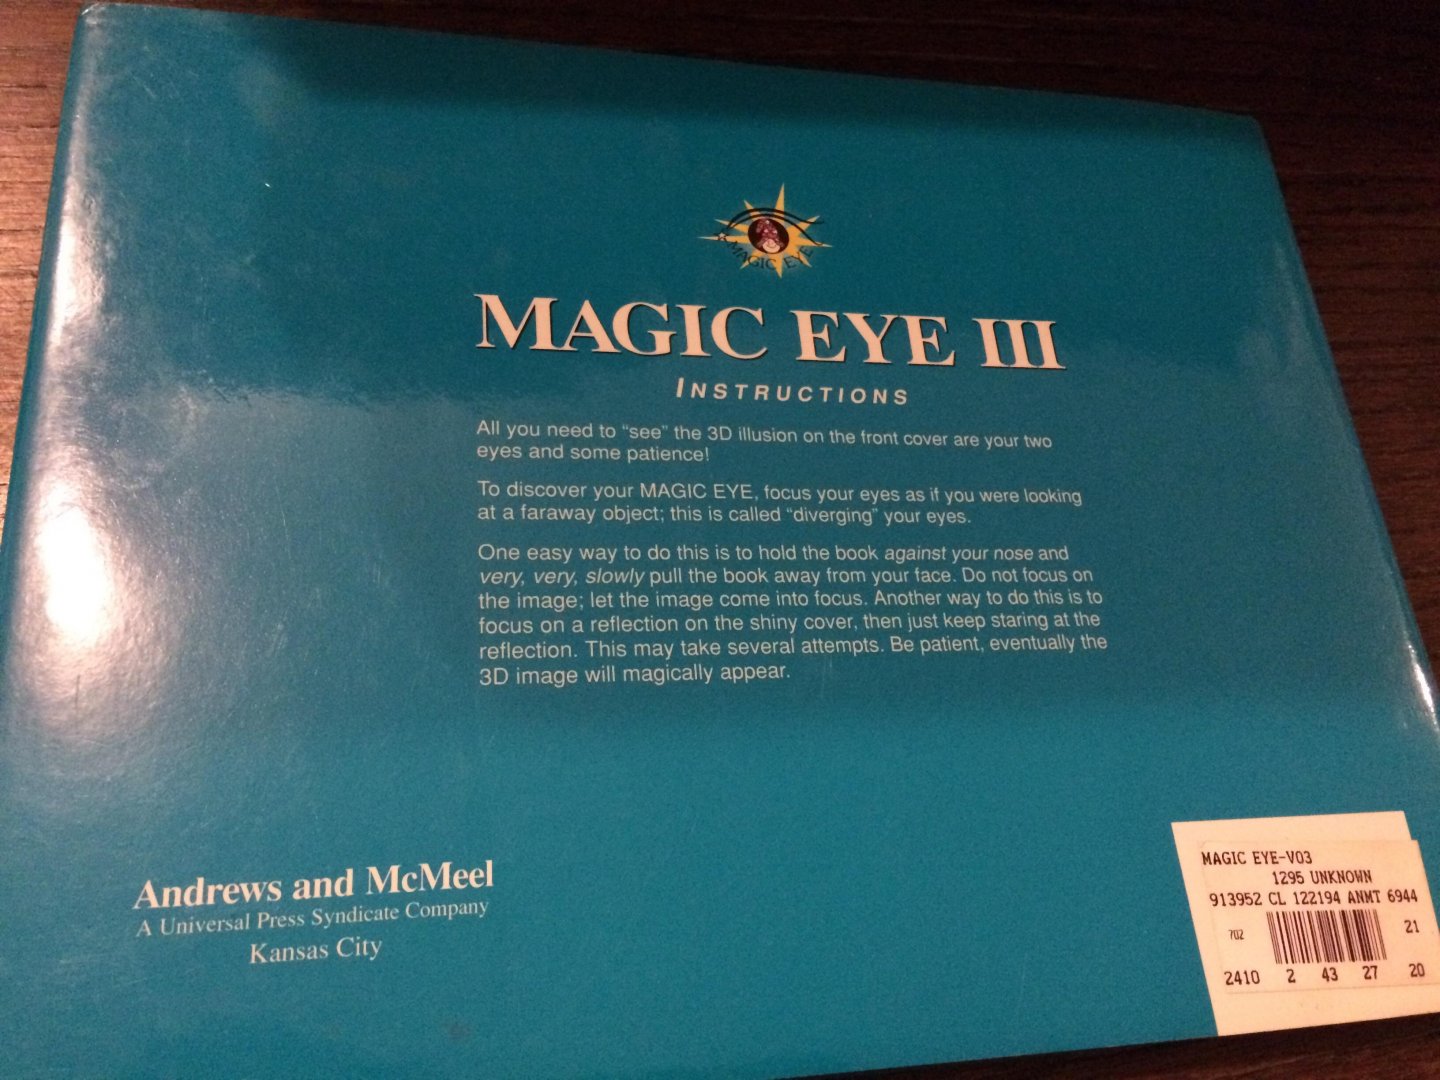 MAGIC EYE
MAGIC EYE III
INSTRUCTIONS
All you need to “see” the 3D illusion on the front cover are your two
eyes and some patience!
To discover your MAGIC EYE, focus your eyes as if you were looking
at a faraway object; this is called “diverging” your eyes.
One easy way to do this is to hold the book against your nose and
very, very, slowly pull the book away from your face. Do not focus on
the image; let the image come into focus. Another way to do this is to
focus on a reflection on the shiny cover, then just keep staring at the
reflection. This may take several attempts. Be patient, eventually the
3D image will magically appear.
Andrews and McMeel
A Universal Press Syndicate Company
Kansas City
MAGIC EYE-V03
1295 UNKNOWN
913952 CL 122194 ANMT 6944
702 21
2410 2 43 27 20